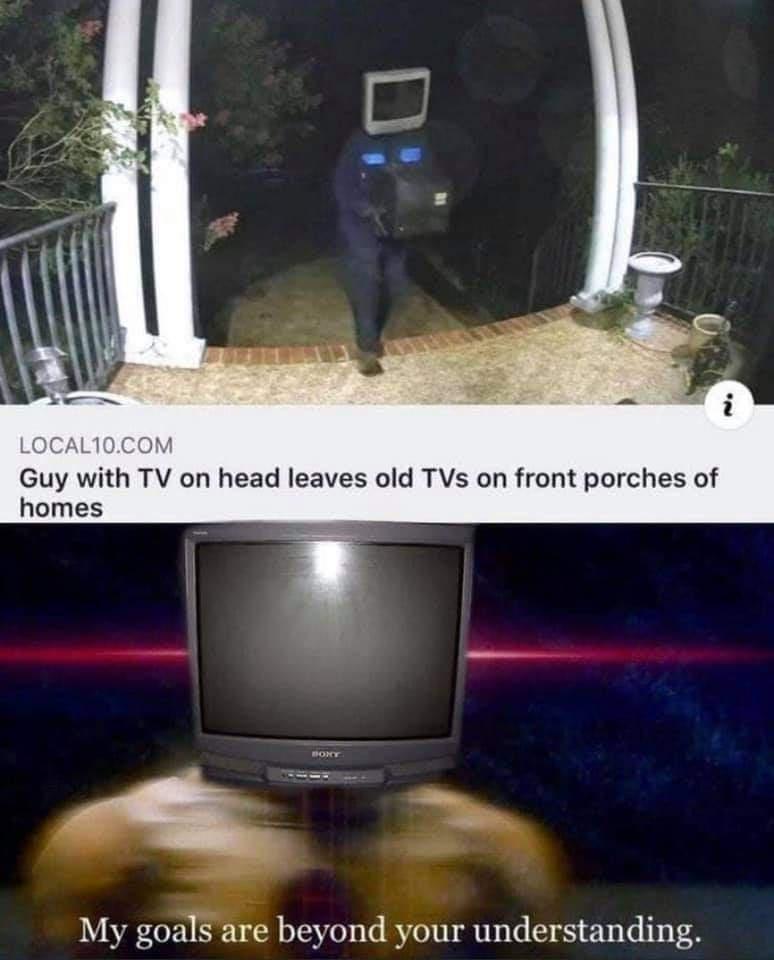 LOCAL10.COM
Guy with TV on head leaves old TVs on front porches of
homes
SONY
My goals are beyond your understanding.